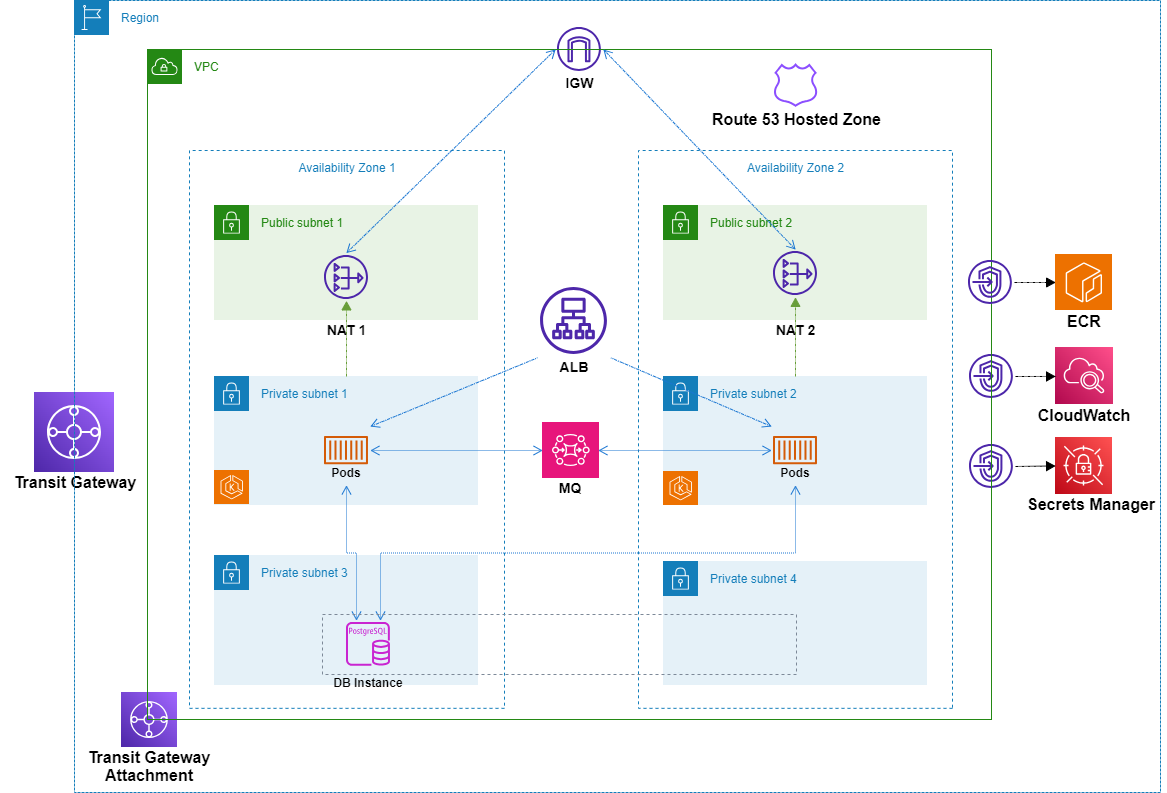 Region
VPC
IGW
Route 53 Hosted Zone
Availability Zone 1
Availability Zone 2
Public subnet 1
Public subnet 2
NAT 1
NAT 2
ALB
ECR
Private subnet 1
Private subnet 2
CloudWatch
Pods
MQ
Pods
Transit Gateway
Secrets Manager
Private subnet 3
Private subnet 4
PostgreSQL
DB Instance
Transit Gateway
Attachment